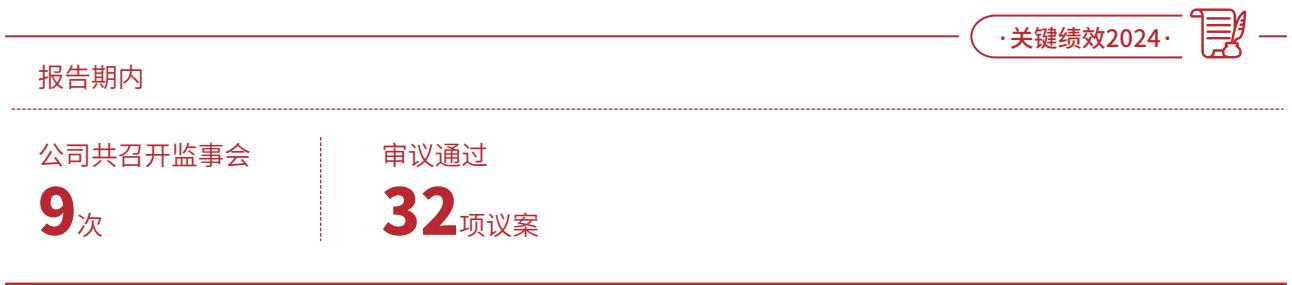 ·关键绩效2024·
报告期内
公司共召开监事会
9次
审议通过
32项议案